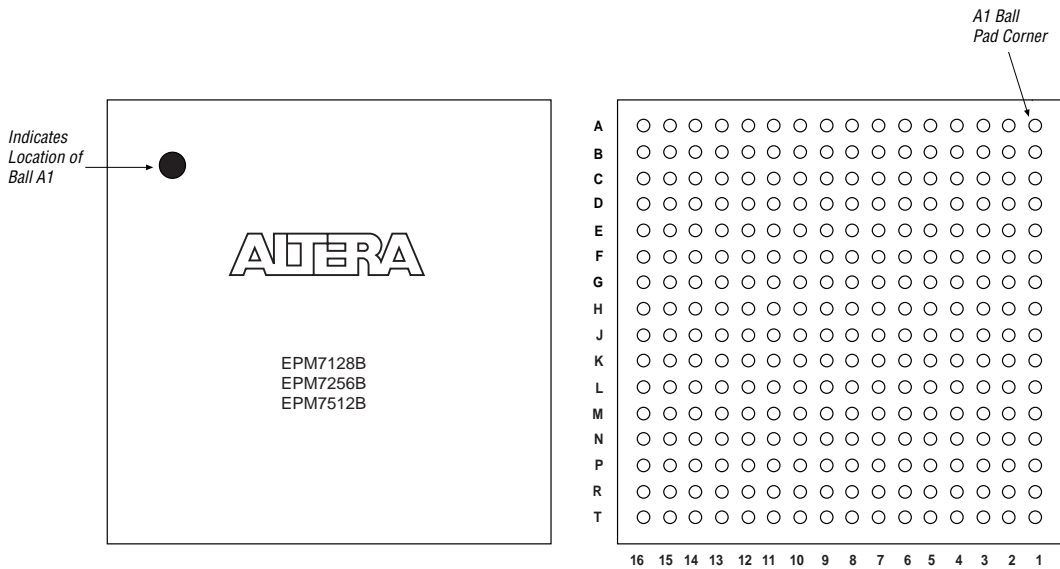 A1 Ball
Pad Corner
Indicates
Location of
Ball A1
ALTERA
EPM7128B
EPM7256B
EPM7512B
A
B
C
D
E
F
G
H
J
K
L
M
N
P
R
T
16 15 14 13 12 11 10 9 8 7 6 5 4 3 2 1